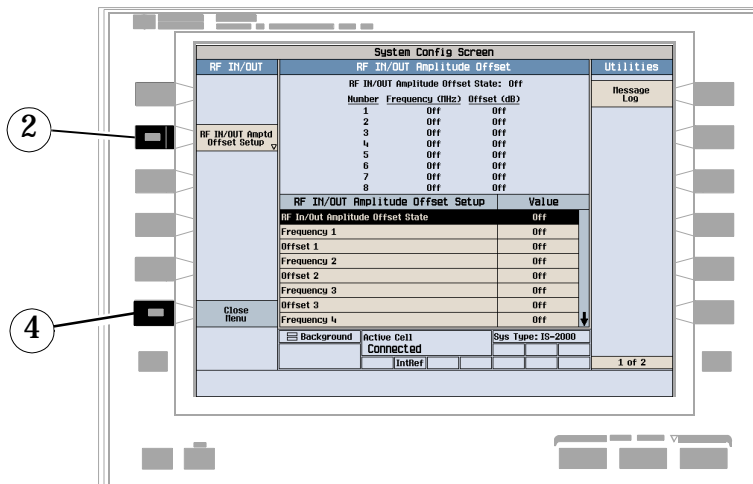 System Config Screen
RF IN/OUT
RF IN/OUT Amplitude Offset
Utilities
RF IN/OUT Amplitude Offset State: Off
Number Frequency (MHz) Offset (dB)
1 Off Off
2 Off Off
3 Off Off
4 Off Off
5 Off Off
6 Off Off
7 Off Off
8 Off Off
Message
Log
2
RF IN/OUT Amptd
Offset Setup
RF IN/OUT Amplitude Offset Setup Value
RF In/Out Amplitude Offset State Off
Frequency 1 Off
Offset 1 Off
Frequency 2 Off
Offset 2 Off
Frequency 3 Off
Offset 3 Off
Frequency 4 Off
4
Close
Menu
Background
Active Cell
Connected
Sys Type: IS-2000
IntRef
1 of 2